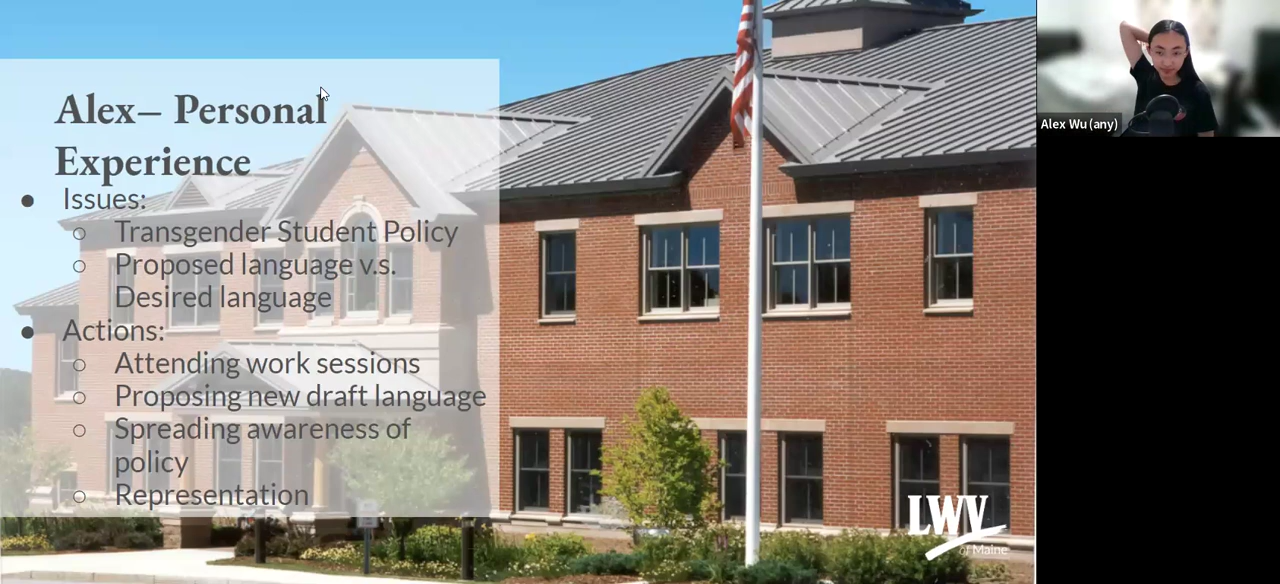 Alex– Personal
Experience
● Issues:
○ Transgender Student Policy
○ Proposed language v.s.
Desired language
● Actions:
○ Attending work sessions
○ Proposing new draft language
○ Spreading awareness of
policy
○ Representation
LWV
of Maine
Alex Wu (any)